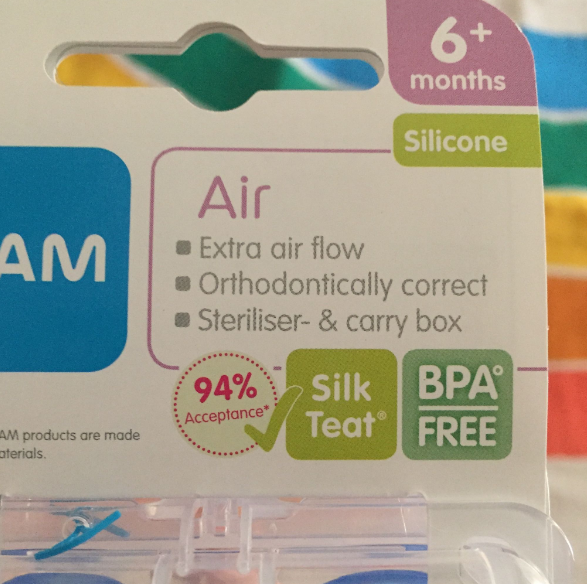 6+
months
Silicone
AM
Air
Extra air flow
Orthodontically correct
Steriliser- & carry box
94%
Acceptance*
Silk
Teat®
BPA°
FREE
AM products are made
aterials.